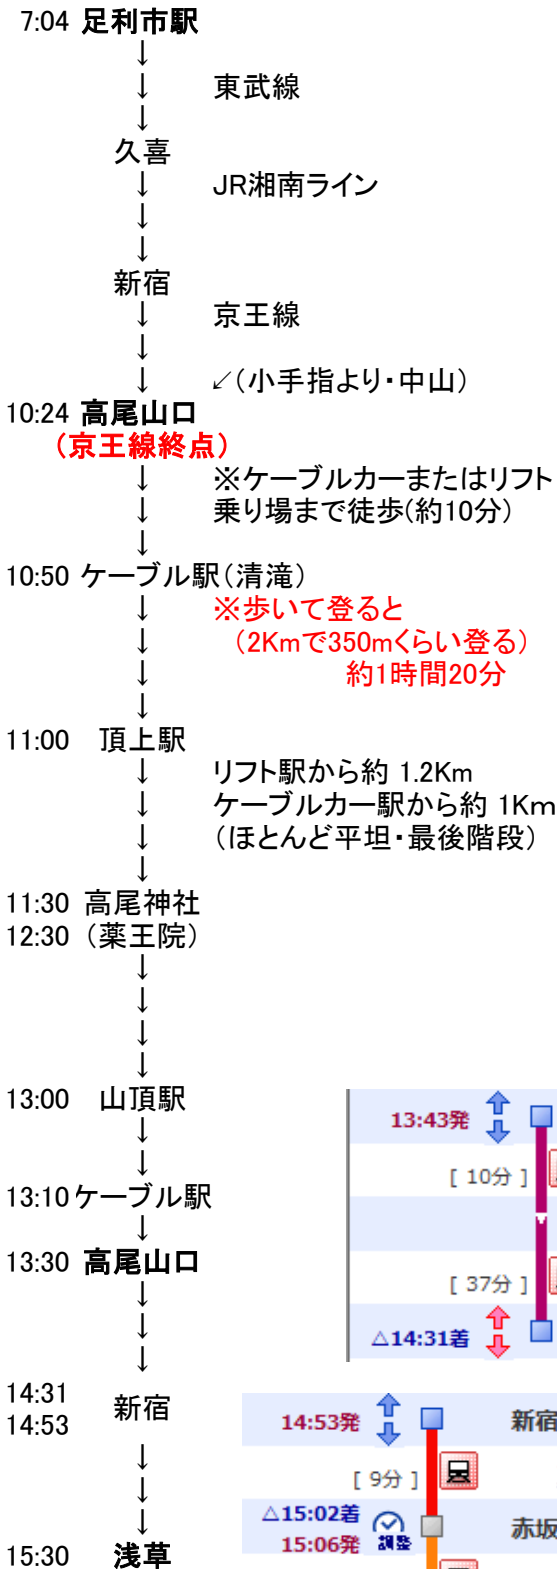 7:04 足利市駅
↓
↓ 東武線
↓
久喜
↓ JR湘南ライン
↓
↓
新宿
↓ 京王線
↓
↓ ↙(小手指より・中山)
10:24 高尾山口
(京王線終点)
↓ ※ケーブルカーまたはリフト
↓ 乗り場まで徒歩(約10分)
↓
10:50 ケーブル駅(清滝)
↓ ※歩いて登ると
↓ (2Kmで350mくらい登る)
↓ 約1時間20分
↓
11:00 頂上駅
↓ リフト駅から約 1.2Km
↓ ケーブルカー駅から約 1Km
↓ (ほとんど平坦・最後階段)
↓
11:30 高尾神社
12:30 (薬王院)
↓
↓
↓
↓
13:00 山頂駅
↓
↓
13:10 ケーブル駅
↓
13:30 高尾山口
↓
↓
↓
13:43発
[ 10分 ]
[ 37分 ]
△14:31着
14:31
14:53 新宿
↓
↓
↓
15:30 浅草
14:53発 新宿
[ 9分 ]
△15:02着
15:06発 調整 赤坂